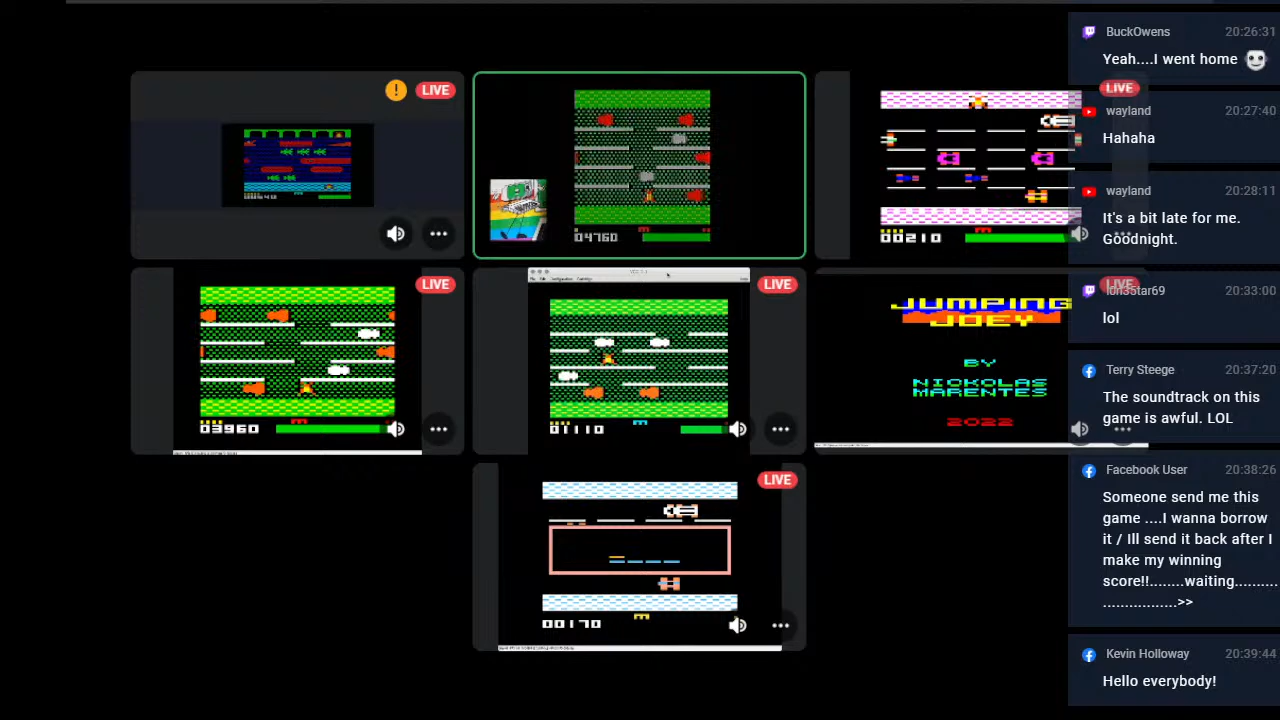 LIVE
04760
LIVE
00210
LIVE
03960
LIVE
01110
LIVE
JUMPING
JOEY
BY
NICKOLAS
MARENTES
2022
LIVE
00170
BuckOwens 20:26:31
Yeah....I went home
wayland 20:27:40
Hahaha
wayland 20:28:11
It's a bit late for me.
Goodnight.
20:33:00
lol
Terry Steege 20:37:20
The soundtrack on this
game is awful. LOL
Facebook User 20:38:26
Someone send me this
game ....I wanna borrow
it / Ill send it back after I
make my winning
score!!........waiting..........
..................>>
Kevin Holloway 20:39:44
Hello everybody!